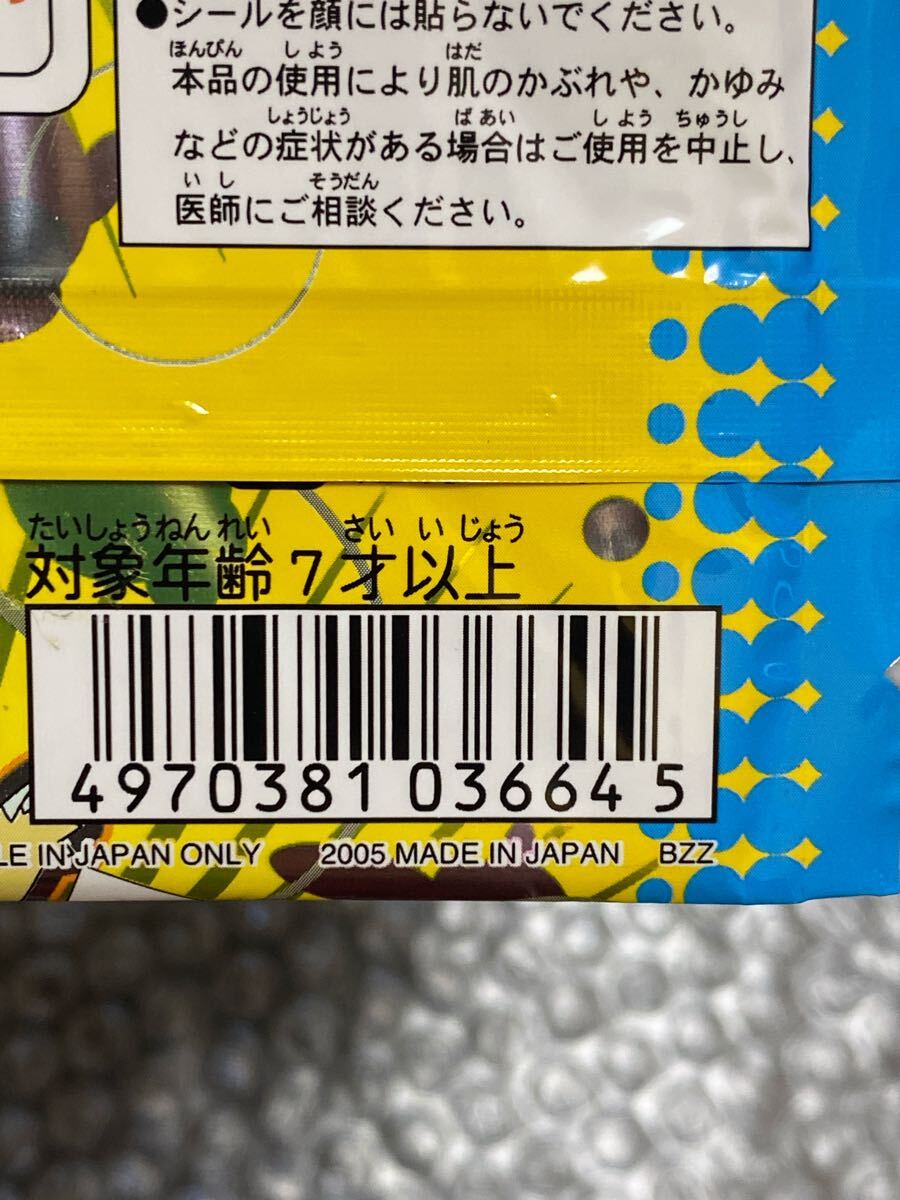 ●シールを顔には貼らないでください。
ほんぴん しよう はだ
本品の使用により肌のかぶれや、かゆみ
しょうじょう ばあい しよう ちゅうし
などの症状がある場合はご使用を中止し、
いし そうだん
医師にご相談ください。
たいしょうねんれい さいいじょう
対象年齢7才以上
4970381036645
LE IN JAPAN ONLY 2005 MADE IN JAPAN BZZ